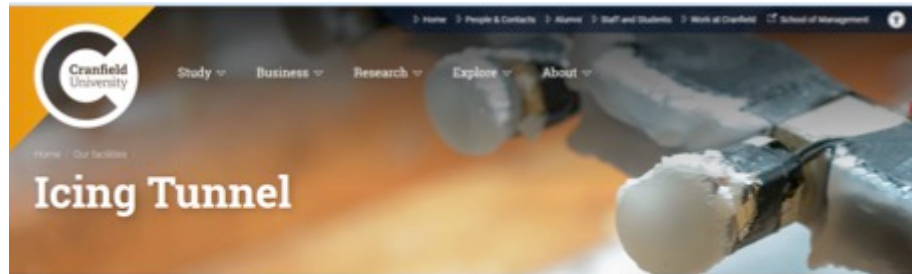 Home People & Contacts Alumni Staff and Students Work at Cranfield School of Management
Cranfield
University
Study Business Research Explore About
Home / Our facilities /
Icing Tunnel